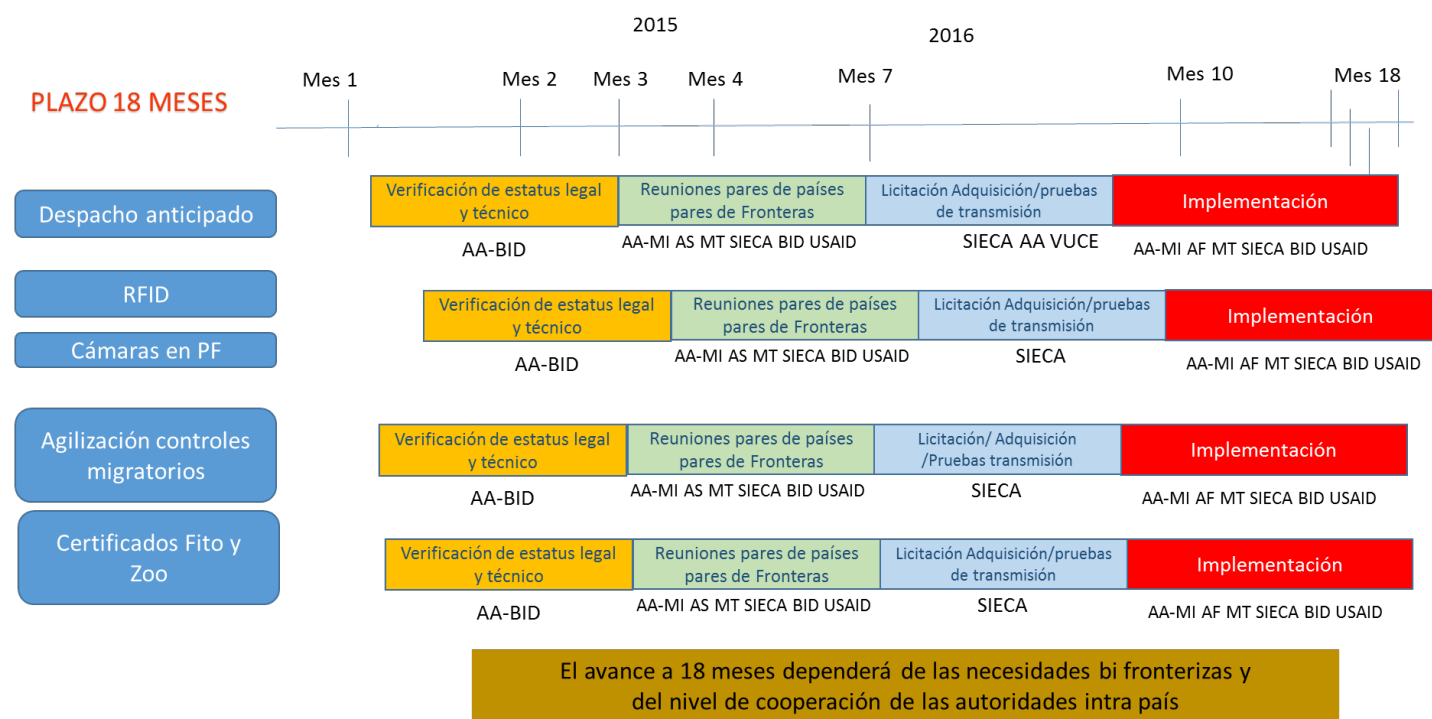 2015
2016
Mes 1
Mes 2
Mes 3
Mes 4
Mes 7
Mes 10
Mes 18
PLAZO 18 MESES
Despacho anticipado
Verificación de estatus legal
y técnico
Reuniones pares de países
pares de Fronteras
Licitación Adquisición/pruebas
de transmisión
Implementación
AA-BID
AA-MI AS MT SIECA BID USAID
SIECA AA VUCE
AA-MI AF MT SIECA BID USAID
RFID
Cámaras en PF
Verificación de estatus legal
y técnico
Reuniones pares de países
pares de Fronteras
Licitación Adquisición/pruebas
de transmisión
Implementación
AA-BID
AA-MI AS MT SIECA BID USAID
SIECA
AA-MI AF MT SIECA BID USAID
Agilización controles
migratorios
Verificación de estatus legal
y técnico
Reuniones pares de países
pares de Fronteras
Licitación/ Adquisición
/Pruebas transmisión
Implementación
AA-BID
AA-MI AS MT SIECA BID USAID
SIECA
AA-MI AF MT SIECA BID USAID
Certificados Fito y
Zoo
Verificación de estatus legal
y técnico
Reuniones pares de países
pares de Fronteras
Licitación Adquisición/pruebas
de transmisión
Implementación
AA-BID
AA-MI AS MT SIECA BID USAID
SIECA
AA-MI AF MT SIECA BID USAID
El avance a 18 meses dependerá de las necesidades bi fronterizas y
del nivel de cooperación de las autoridades intra país